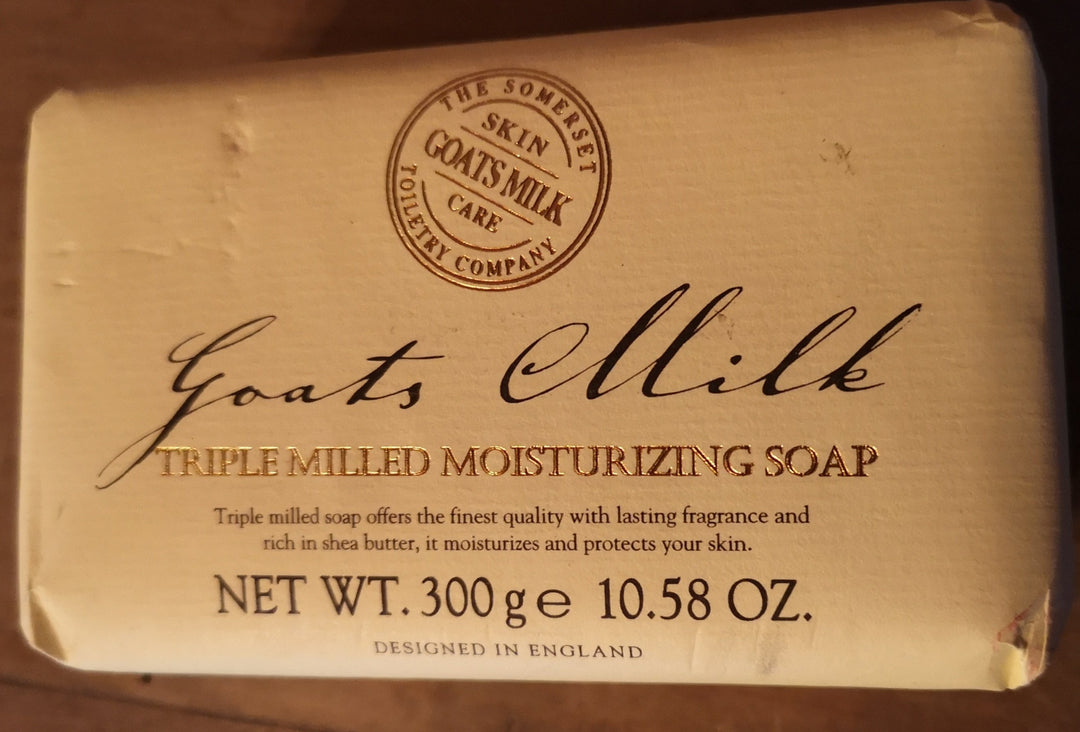 THE SOMERSET
SKIN
GOATS MILK
CARE
TOILETRY COMPANY
Goats Milk
TRIPLE MILLED MOISTURIZING SOAP
Triple milled soap offers the finest quality with lasting fragrance and
rich in shea butter, it moisturizes and protects your skin.
NET WT. 300 g ℮ 10.58 OZ.
DESIGNED IN ENGLAND